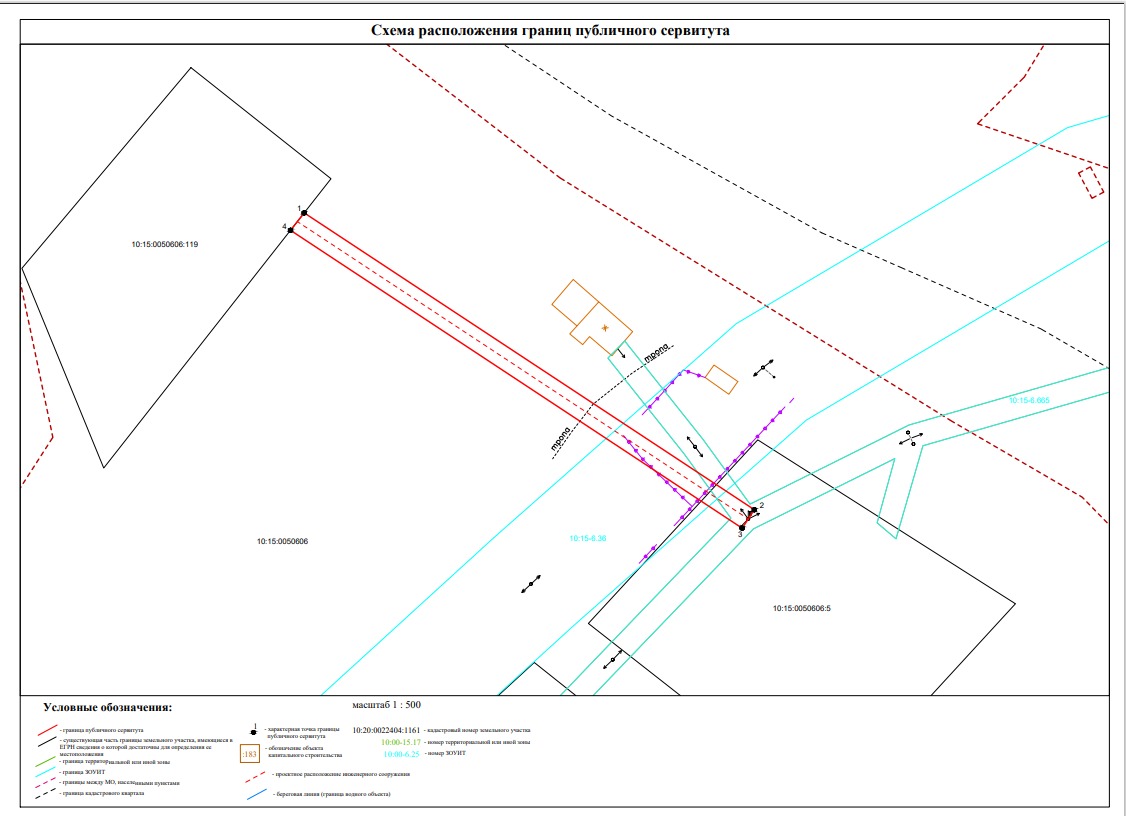 Схема расположения границ публичного сервитута
1
4
10:15:0050606:119
тропа
тропа
10:15-6.695
2
3
10:15:0050606
10:15-6.36
10:15:0050606:5
Условные обозначения:
масштаб 1 : 500
- граница публичного сервитута
- существующая часть границы земельного участка, имеющиеся в
ЕГРН сведения о которой достаточны для определения ее
местоположения
- граница территориальной или иной зоны
- граница ЗОУИТ
- границы между МО, населенными пунктами
- граница кадастрового квартала
1
- характерная точка границы
публичного сервитута
:183
- обозначение объекта
капитального строительства
- проектное расположение инженерного сооружения
- береговая линия (граница водного объекта)
10:20:0022404:1161 - кадастровый номер земельного участка
10:00-15.17 - номер территориальной или иной зоны
10:00-6.25 - номер ЗОУИТ